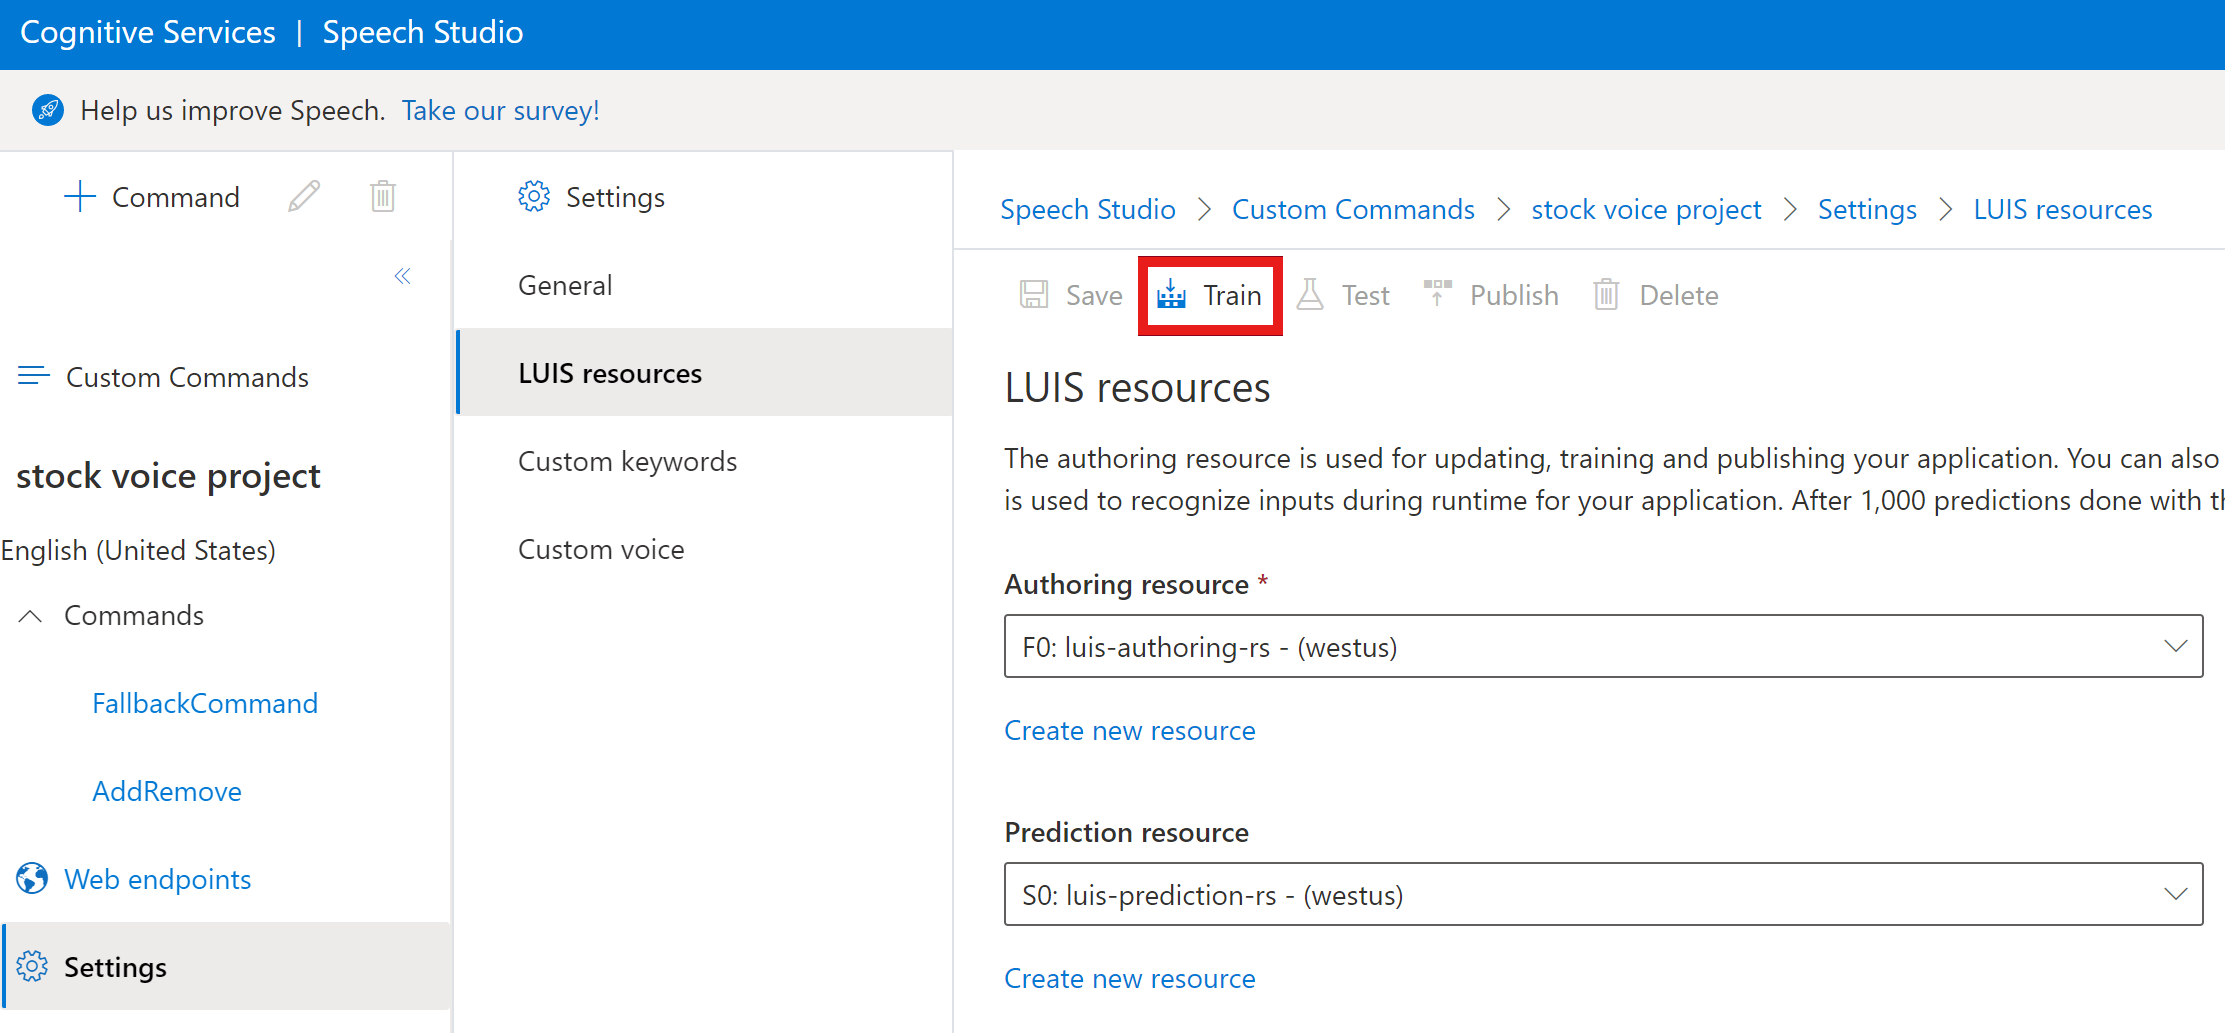 Cognitive Services | Speech Studio
Help us improve Speech. Take our survey!
Command
Custom Commands
stock voice project
English (United States)
Commands
FallbackCommand
AddRemove
Web endpoints
Settings
Settings
General
LUIS resources
Custom keywords
Custom voice
Speech Studio > Custom Commands > stock voice project > Settings > LUIS resources
Save Train Test Publish Delete
LUIS resources
The authoring resource is used for updating, training and publishing your application. You can also
is used to recognize inputs during runtime for your application. After 1,000 predictions done with
Authoring resource *
F0: luis-authoring-rs - (westus)
Create new resource
Prediction resource
S0: luis-prediction-rs - (westus)
Create new resource